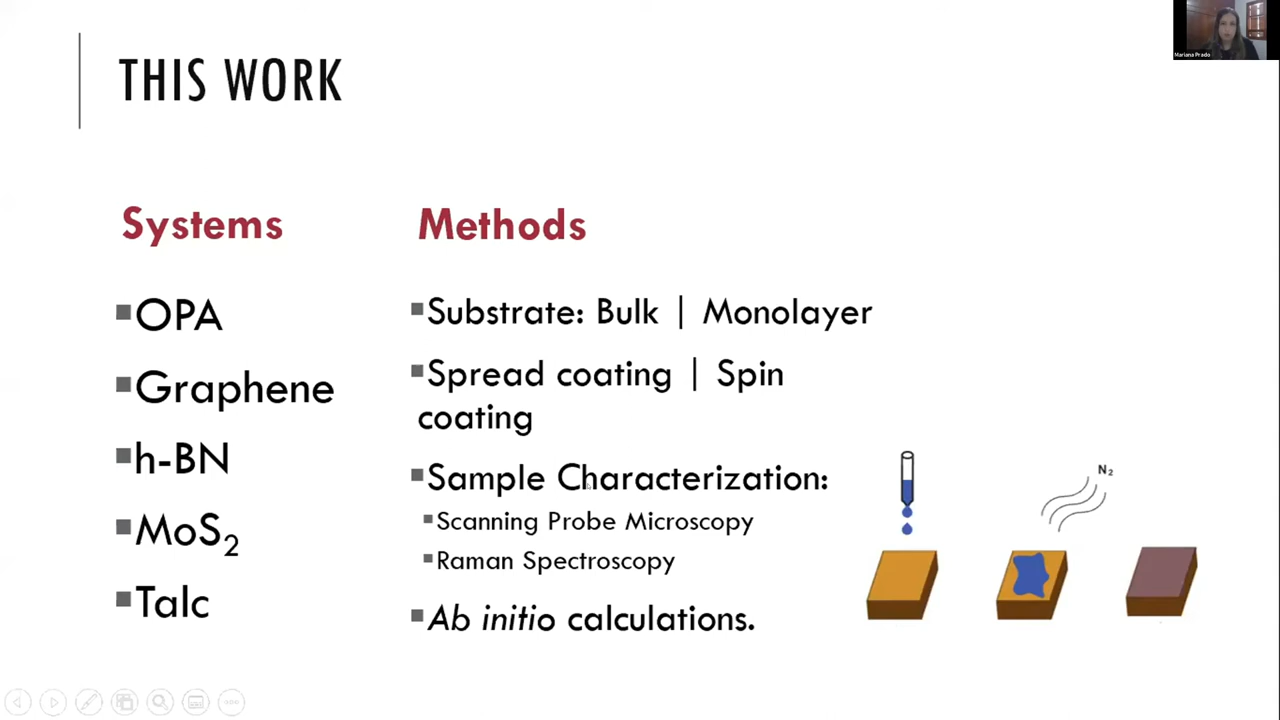 Mariana Prado
THIS WORK
Systems
▪OPA
▪Graphene
▪h-BN
▪MoS₂
▪Talc
Methods
▪Substrate: Bulk | Monolayer
▪Spread coating | Spin
coating
▪Sample Characterization:
▪Scanning Probe Microscopy
▪Raman Spectroscopy
▪Ab initio calculations.
N₂